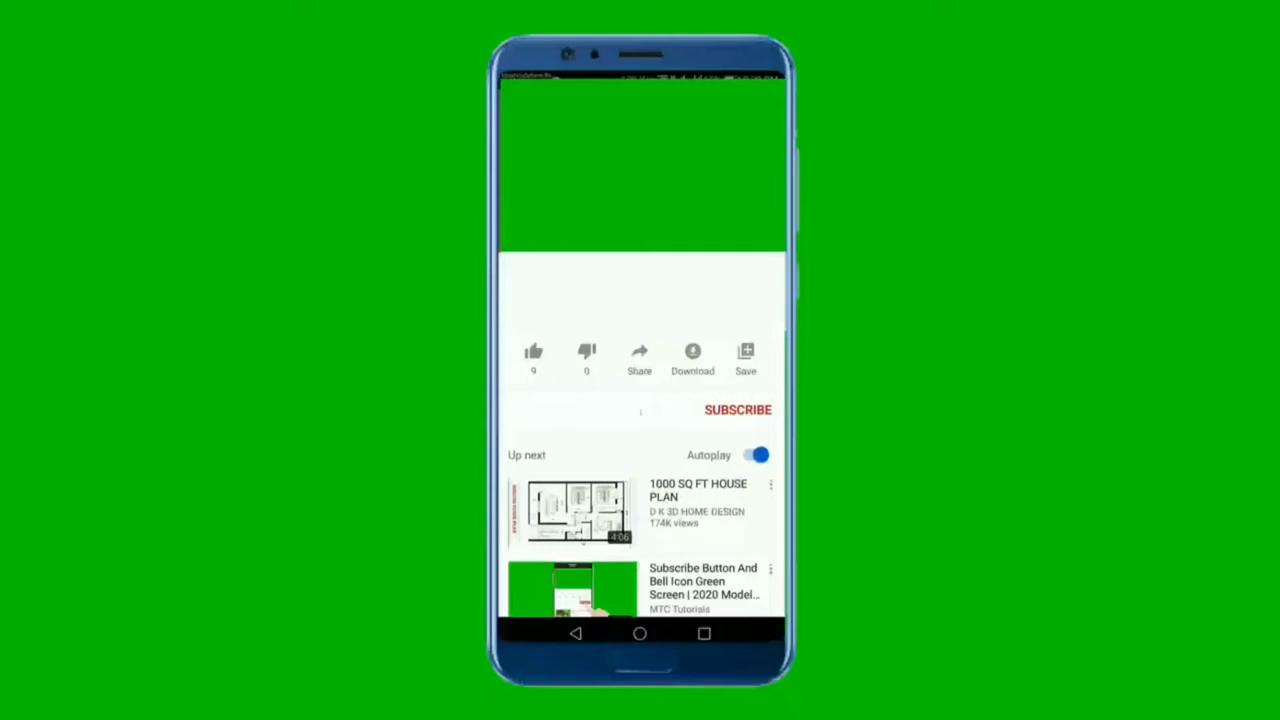 9
0
Share
Download
Save
SUBSCRIBE
Up next
Autoplay
1000 SQ FT HOUSE
PLAN
D K 3D HOME DESIGN
174K views
4:06
Subscribe Button And
Bell Icon Green
Screen | 2020 Model...
MTC Tutorials